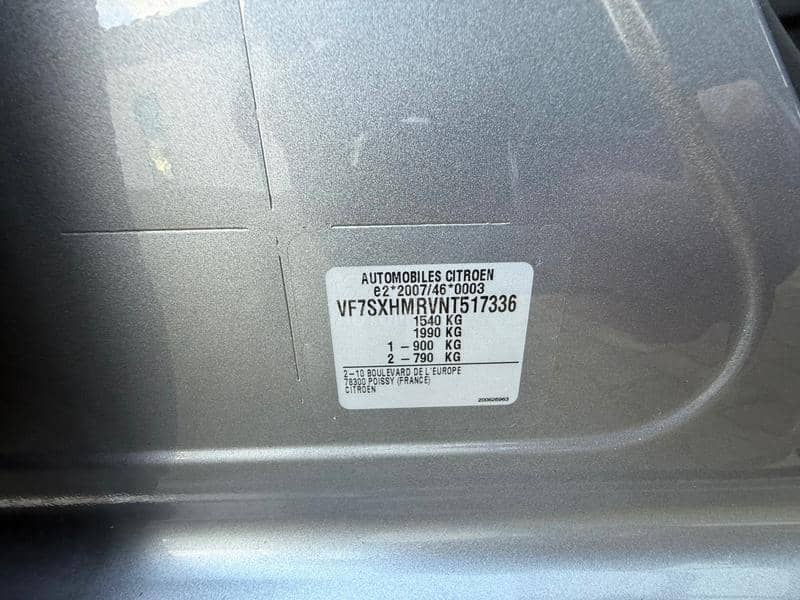 AUTOMOBILES CITROEN
e2*2007/46*0003
VF7SXHMRVNT517336
1540 KG
1990 KG
1 – 900 KG
2 – 790 KG
2–10 BOULEVARD DE L'EUROPE
78300 POISSY (FRANCE)
CITROEN
200626963